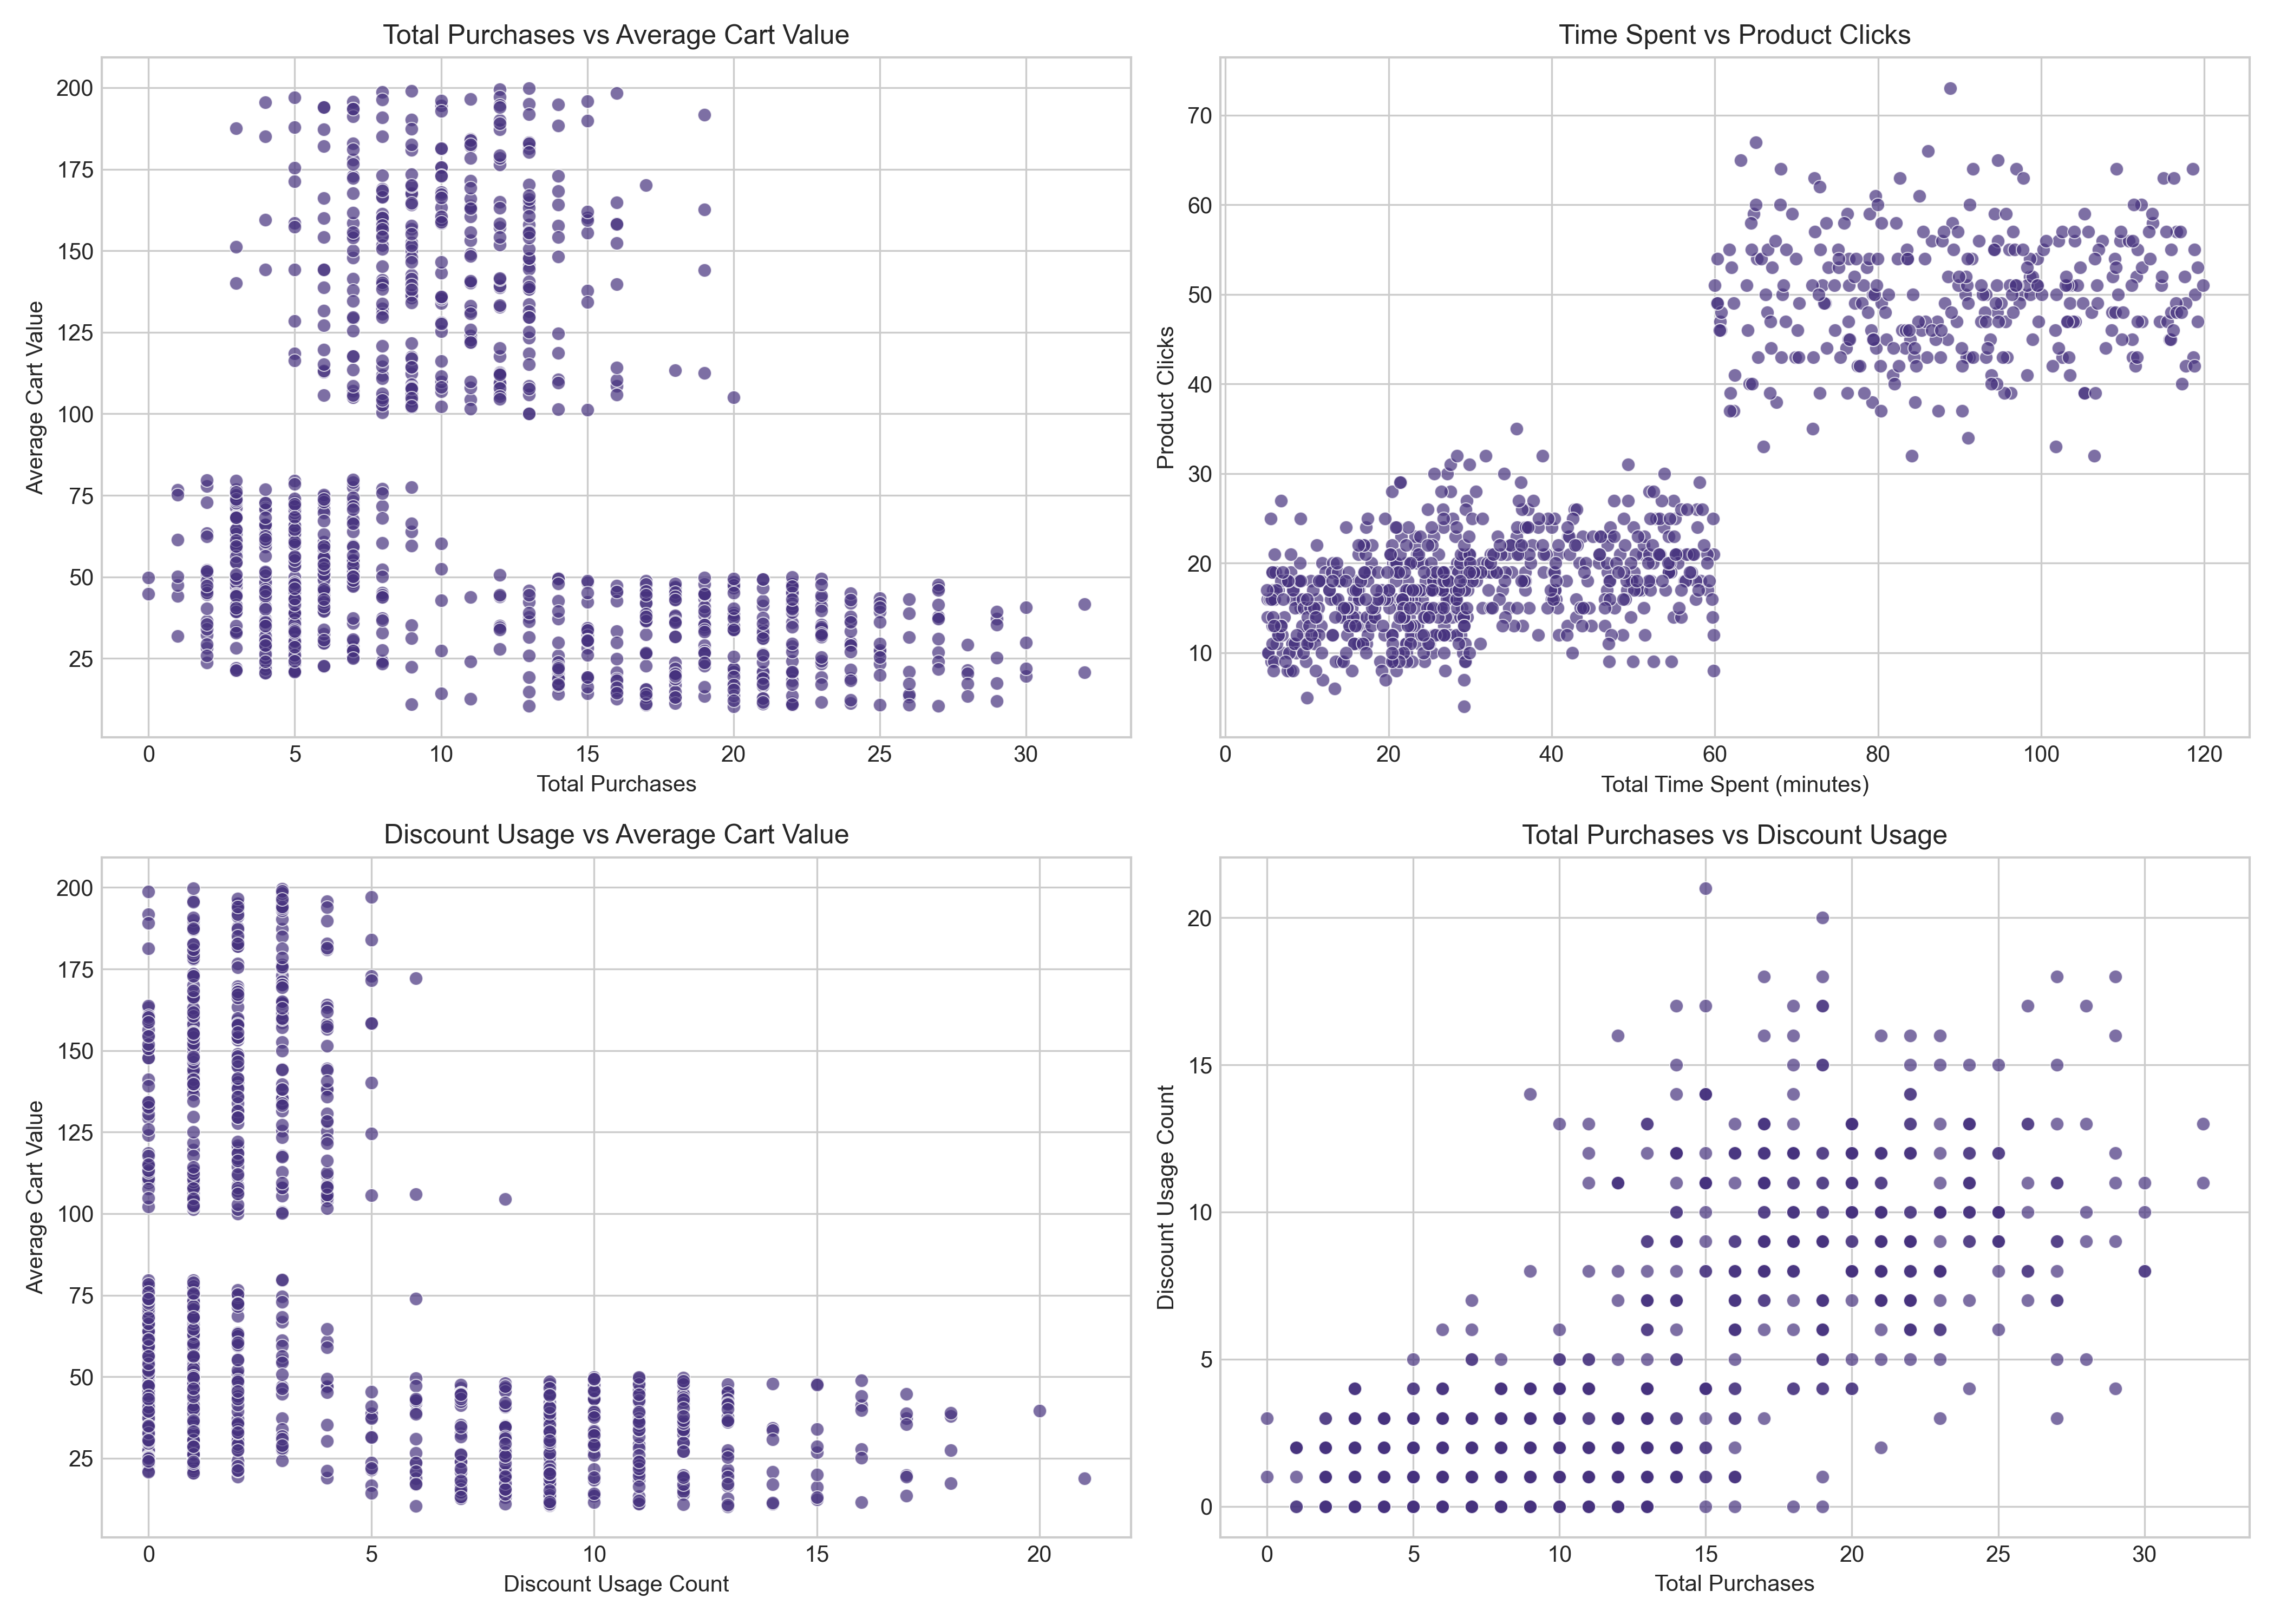 Total Purchases vs Average Cart Value
200
175
150
125
100
75
50
25
Average Cart Value
0 5 10 15 20 25 30
Total Purchases
Time Spent vs Product Clicks
70
60
50
40
30
20
10
Product Clicks
0 20 40 60 80 100 120
Total Time Spent (minutes)
Discount Usage vs Average Cart Value
200
175
150
125
100
75
50
25
Average Cart Value
0 5 10 15 20
Discount Usage Count
Total Purchases vs Discount Usage
20
15
10
5
0
Discount Usage Count
0 5 10 15 20 25 30
Total Purchases